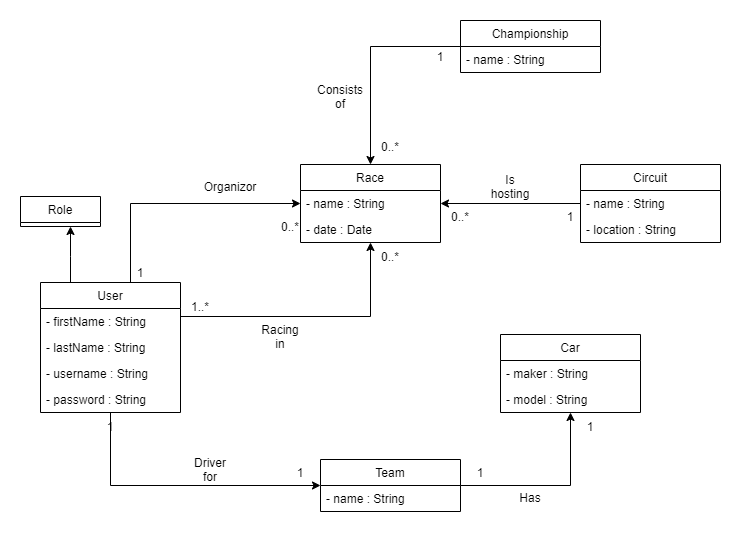 Championship
- name : String
1
Consists
of
0..*
Race
- name : String
- date : Date
Is
hosting
0..*
1
Circuit
- name : String
- location : String
Organizor
0..*
1
Role
User
- firstName : String
- lastName : String
- username : String
- password : String
1..*
0..*
Racing
in
Car
- maker : String
- model : String
1
1
Driver
for
1
Team
- name : String
1
Has